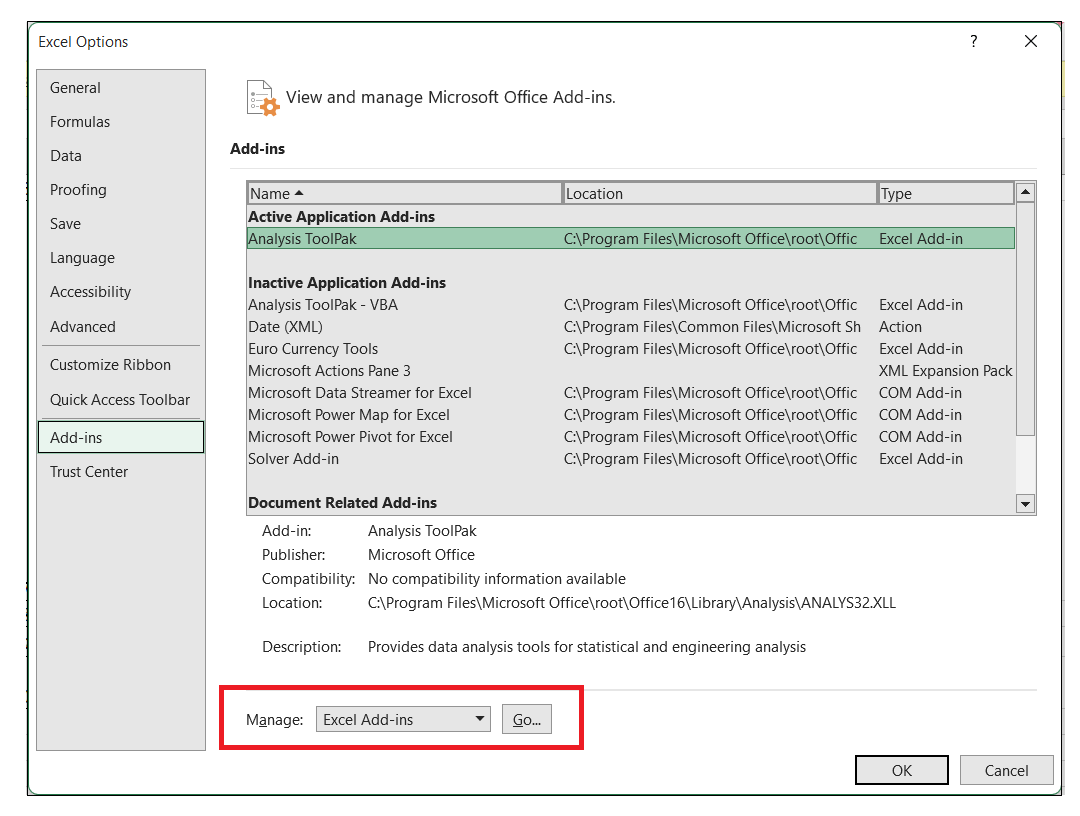 Excel Options ?
General
Formulas
Data
Proofing
Save
Language
Accessibility
Advanced
Customize Ribbon
Quick Access Toolbar
Add-ins
Trust Center
View and manage Microsoft Office Add-ins.
Add-ins
Name Location Type
Active Application Add-ins
Analysis ToolPak C:\Program Files\Microsoft Office\root\Offic Excel Add-in
Inactive Application Add-ins
Analysis ToolPak - VBA C:\Program Files\Microsoft Office\root\Offic Excel Add-in
Date (XML) C:\Program Files\Common Files\Microsoft Sh Action
Euro Currency Tools C:\Program Files\Microsoft Office\root\Offic Excel Add-in
Microsoft Actions Pane 3 XML Expansion Pack
Microsoft Data Streamer for Excel C:\Program Files\Microsoft Office\root\Offic COM Add-in
Microsoft Power Map for Excel C:\Program Files\Microsoft Office\root\Offic COM Add-in
Microsoft Power Pivot for Excel C:\Program Files\Microsoft Office\root\Offic COM Add-in
Solver Add-in C:\Program Files\Microsoft Office\root\Offic Excel Add-in
Document Related Add-ins
Add-in: Analysis ToolPak
Publisher: Microsoft Office
Compatibility: No compatibility information available
Location: C:\Program Files\Microsoft Office\root\Office16\Library\Analysis\ANALYS32.XLL
Description: Provides data analysis tools for statistical and engineering analysis
Manage: Excel Add-ins Go...
OK Cancel